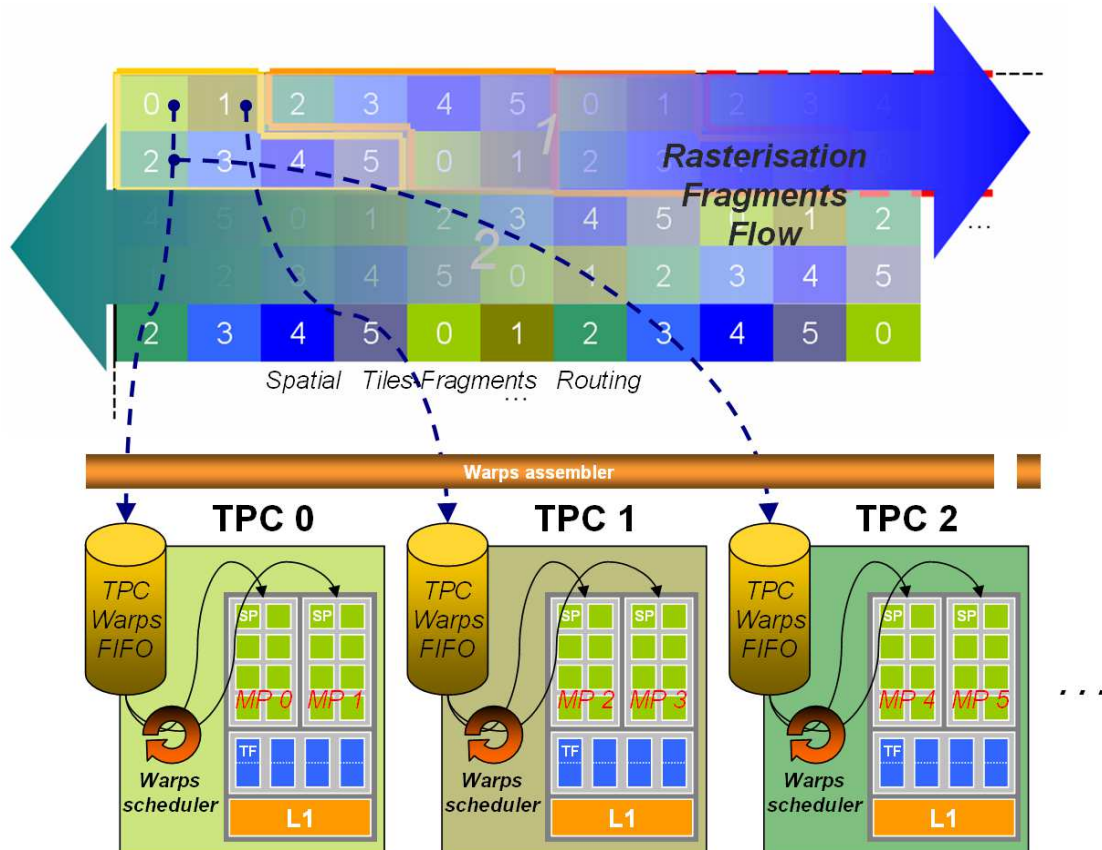 0 1 2 3 4 5 0 1 2 3 4
1
2 3 4 5 0 1 2 3
Rasterisation
Fragments
Flow
4 5 0 1 2 3 4 5 0 1 2
...
2
2 3 4 5 0 1 2 3 4 5
2 3 4 5 0 1 2 3 4 5 0
Spatial Tiles-Fragments Routing
...
Warps assembler
TPC 0 TPC 1 TPC 2
TPC
Warps
FIFO
SP SP
MP 0 MP 1
TF
Warps
scheduler
L1
TPC
Warps
FIFO
SP SP
MP 2 MP 3
TF
Warps
scheduler
L1
TPC
Warps
FIFO
SP SP
MP 4 MP 5
TF
Warps
scheduler
L1
...